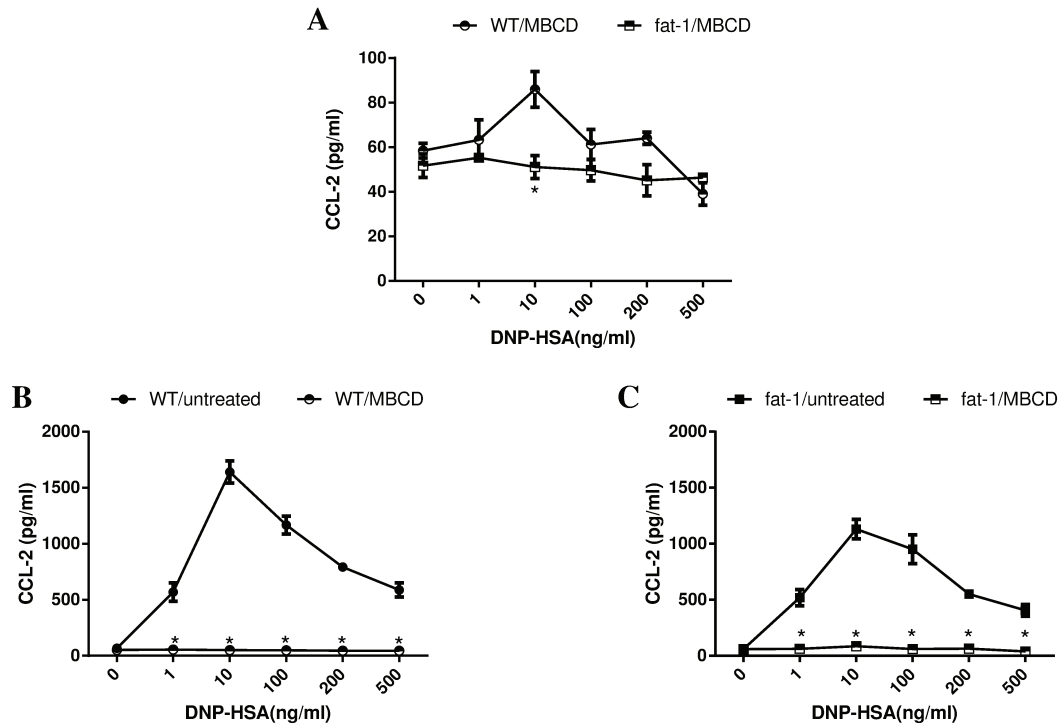 A
WT/MBCD fat-1/MBCD
100
80
60
40
20
0
CCL-2 (pg/ml)
*
0 1 10 100 200 500
DNP-HSA(ng/ml)
B
WT/untreated WT/MBCD
2000
1500
1000
500
0
CCL-2 (pg/ml)
* * * * *
0 1 10 100 200 500
DNP-HSA(ng/ml)
C
fat-1/untreated fat-1/MBCD
2000
1500
1000
500
0
CCL-2 (pg/ml)
* * * * *
0 1 10 100 200 500
DNP-HSA(ng/ml)